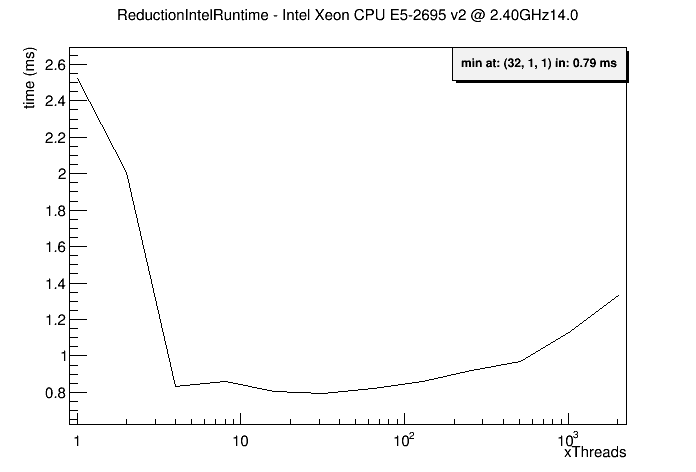 ReductionIntelRuntime - Intel Xeon CPU E5-2695 v2 @ 2.40GHz14.0
time (ms)
min at: (32, 1, 1) in: 0.79 ms
2.6
2.4
2.2
2
1.8
1.6
1.4
1.2
1
0.8
1 10 10² 10³
xThreads